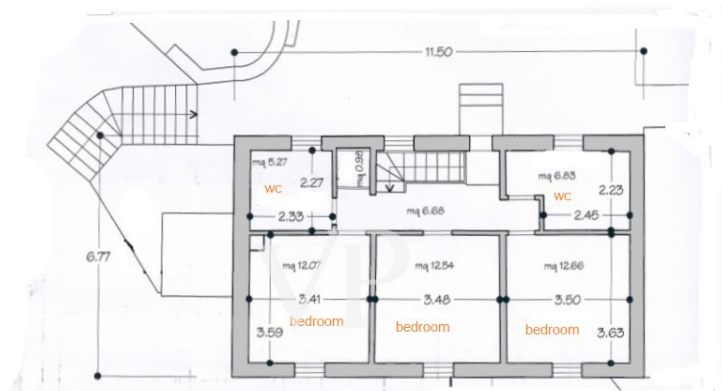 11.50
mq 5.27
wc
2.27
2.33
mq 0.98
mq 6.83
wc
2.23
2.45
mq 6.68
6.77
mq 12.07
3.41
bedroom
3.59
mq 12.54
3.48
bedroom
mq 12.66
3.50
bedroom
3.63
VP